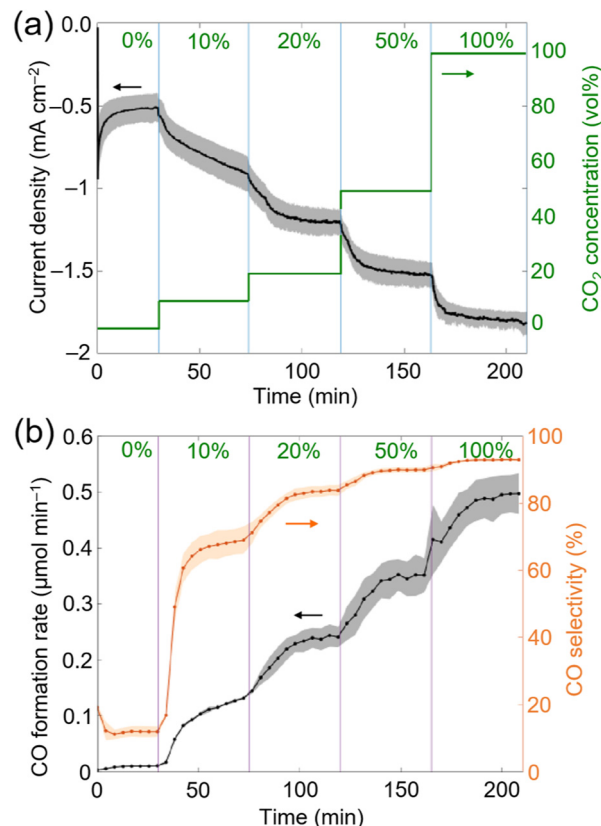 (a)
0% 10% 20% 50% 100%
0.0
–0.5
–1
–1.5
–2
Current density (mA cm⁻²)
100
80
60
40
20
0
CO₂ concentration (vol%)
0 50 100 150 200
Time (min)
(b)
0% 10% 20% 50% 100%
0.6
0.5
0.4
0.3
0.2
0.1
0
CO formation rate (μmol min⁻¹)
100
80
60
40
20
0
CO selectivity (%)
0 50 100 150 200
Time (min)